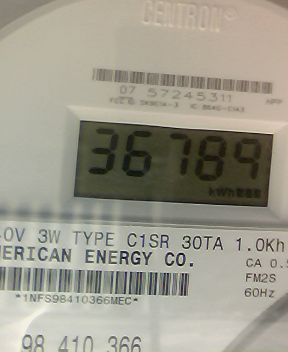 CENTRON®
07 57245311
36789
kWh
40V 3W TYPE C1SR 30TA 1.0Kh
MERICAN ENERGY CO.
CA 0.5
FM2S
60Hz
*1NFS98410366MEC*
98 410 366